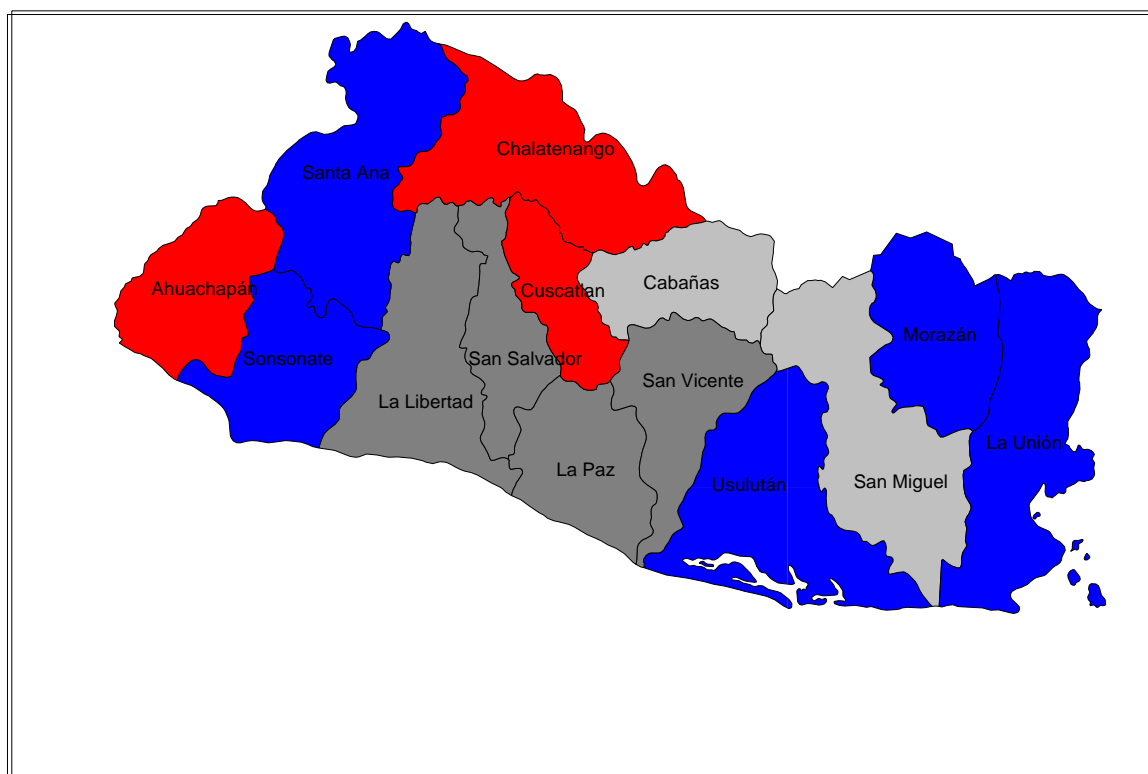 Chalatenango
Santa Ana
Ahuachapán
Cabañas
Cuscatlan
Morazán
Sonsonate
San Salvador
San Vicente
La Libertad
La Unión
La Paz
San Miguel
Usulután